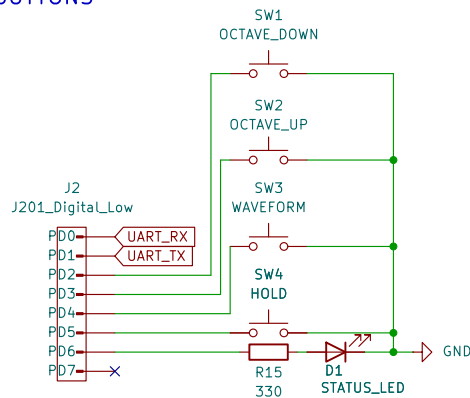 BUTTONS
SW1
OCTAVE_DOWN
SW2
OCTAVE_UP
J2
J201_Digital_Low
SW3
WAVEFORM
PD0
UART_RX
PD1
UART_TX
PD2
PD3
PD4
PD5
PD6
PD7
SW4
HOLD
R15
330
D1
STATUS_LED
GND